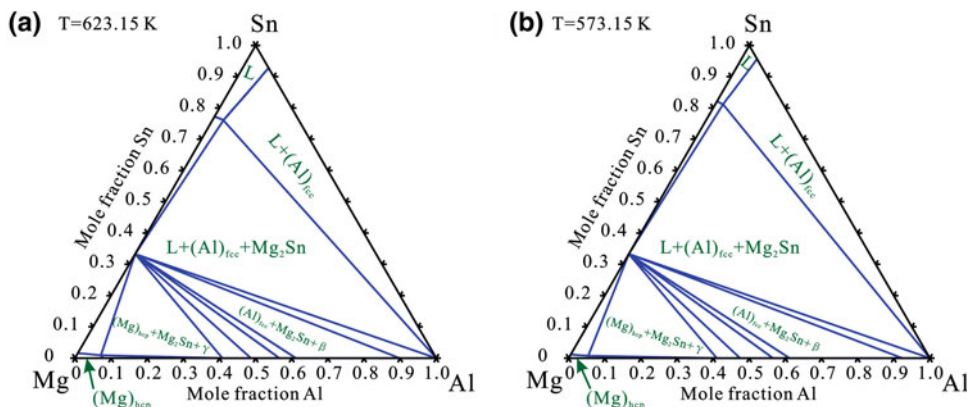 (a) T=623.15 K
Sn
1.0
0.9
0.8
0.7
0.6
0.5
0.4
0.3
0.2
0.1
0
Mole fraction Sn
L
L+(Al)fcc
L+(Al)fcc+Mg2Sn
(Mg)hcp+Mg2Sn+γ
(Al)fcc+Mg2Sn+β
0.1 0.2 0.3 0.4 0.5 0.6 0.7 0.8 0.9 1.0
Mg
Mole fraction Al
Al
(Mg)hcp
(b) T=573.15 K
Sn
1.0
0.9
0.8
0.7
0.6
0.5
0.4
0.3
0.2
0.1
0
Mole fraction Sn
L
L+(Al)fcc
L+(Al)fcc+Mg2Sn
(Mg)hcp+Mg2Sn+γ
(Al)fcc+Mg2Sn+β
0.1 0.2 0.3 0.4 0.5 0.6 0.7 0.8 0.9 1.0
Mg
Mole fraction Al
Al
(Mg)hcp